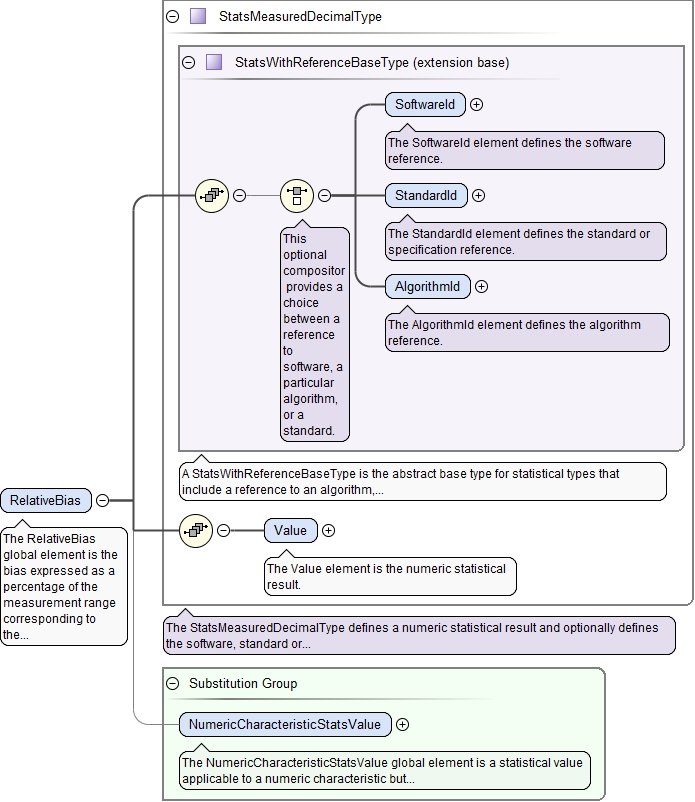 StatsMeasuredDecimalType
StatsWithReferenceBaseType (extension base)
SoftwareId
The SoftwareId element defines the software
reference.
StandardId
The StandardId element defines the standard or
specification reference.
AlgorithmId
The AlgorithmId element defines the algorithm
reference.
This
optional
compositor
provides a
choice
between a
reference
to
software, a
particular
algorithm,
or a
standard.
A StatsWithReferenceBaseType is the abstract base type for statistical types that
include a reference to an algorithm,...
RelativeBias
The RelativeBias
global element is the
bias expressed as a
percentage of the
measurement range
corresponding to
the...
Value
The Value element is the numeric statistical
result.
The StatsMeasuredDecimalType defines a numeric statistical result and optionally defines
the software, standard or...
Substitution Group
NumericCharacteristicStatsValue
The NumericCharacteristicStatsValue global element is a statistical value
applicable to a numeric characteristic but...